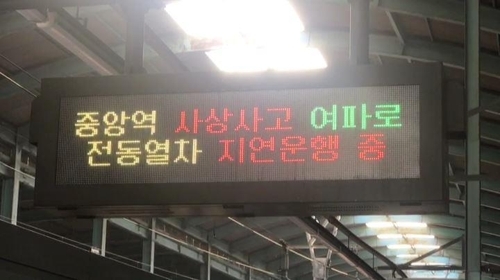 중앙역 사상사고 여파로
전동열차 지연운행 중